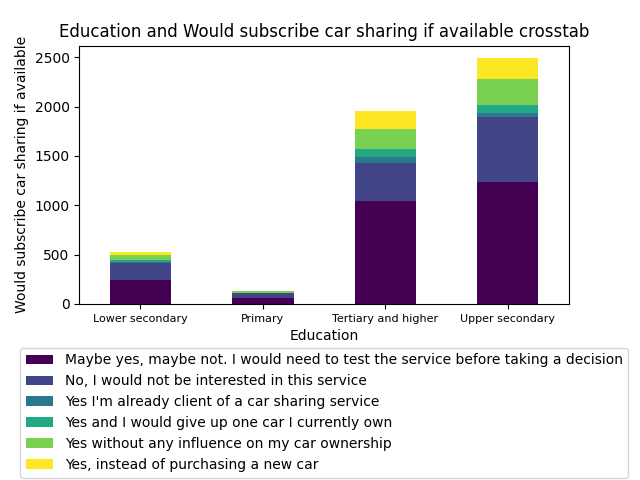 Education and Would subscribe car sharing if available crosstab
Would subscribe car sharing if available
2500
2000
1500
1000
500
0
Lower secondary Primary Tertiary and higher Upper secondary
Education
Maybe yes, maybe not. I would need to test the service before taking a decision
No, I would not be interested in this service
Yes I'm already client of a car sharing service
Yes and I would give up one car I currently own
Yes without any influence on my car ownership
Yes, instead of purchasing a new car